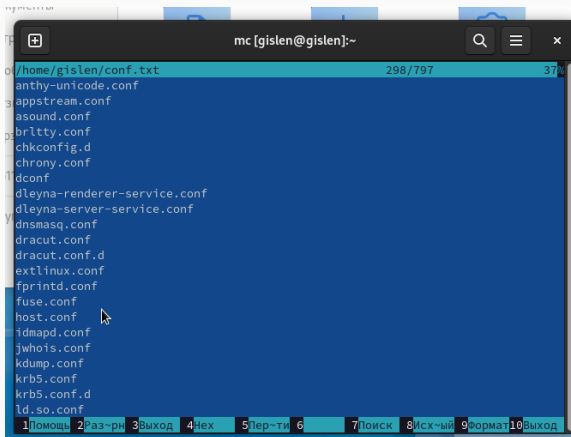 mc [gislen@gislen]:~
/home/gislen/conf.txt 298/797 37%
anthy-unicode.conf
appstream.conf
asound.conf
brltty.conf
chkconfig.d
chrony.conf
dconf
dleyna-renderer-service.conf
dleyna-server-service.conf
dnsmasq.conf
dracut.conf
dracut.conf.d
extlinux.conf
fprintd.conf
fuse.conf
host.conf
idmapd.conf
jwhois.conf
kdump.conf
krb5.conf
krb5.conf.d
ld.so.conf
1Помощь 2Раз~рн 3Выход 4Hex 5Пер~ти 6 7Поиск 8Исх~ый 9Формат 10Выход